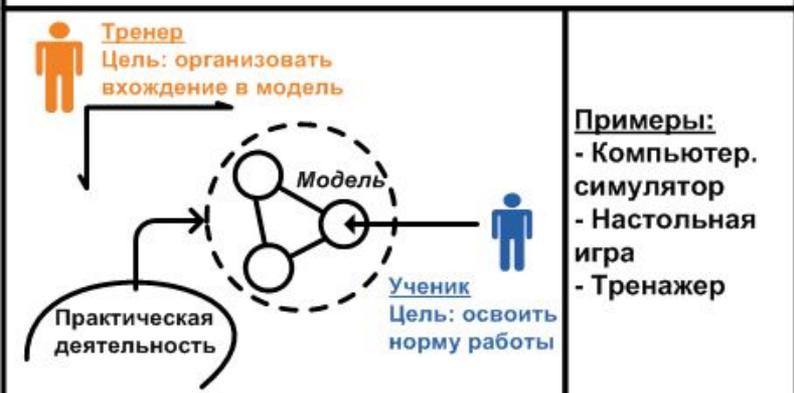 Тренер
Цель: организовать
вхождение в модель
Модель
Ученик
Цель: освоить
норму работы
Практическая
деятельность
Примеры:
- Компьютер.
симулятор
- Настольная
игра
- Тренажер